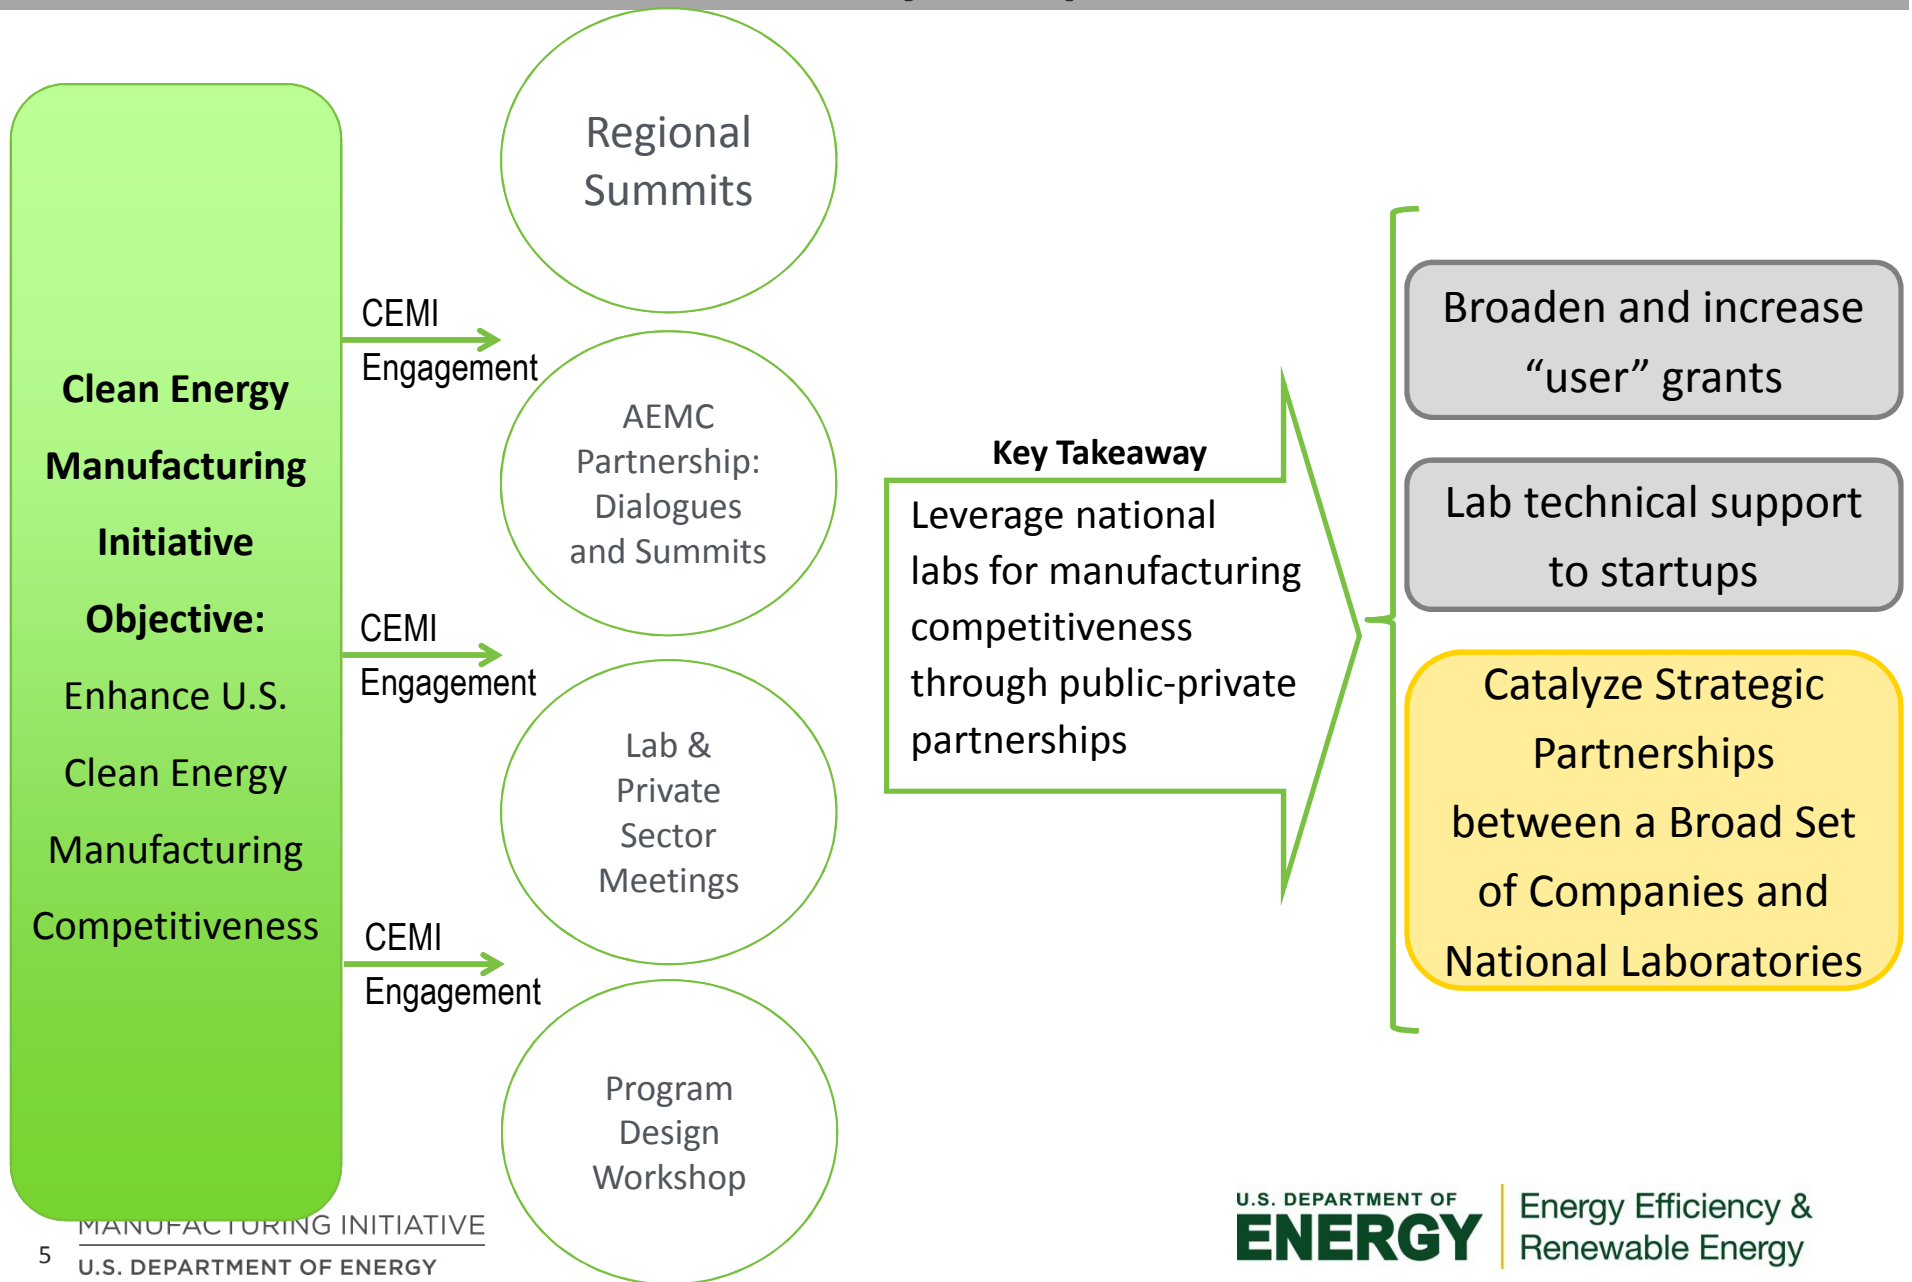 Clean Energy
Manufacturing
Initiative
Objective:
Enhance U.S.
Clean Energy
Manufacturing
Competitiveness
CEMI
Engagement
CEMI
Engagement
CEMI
Engagement
Regional
Summits
AEMC
Partnership:
Dialogues
and Summits
Lab &
Private
Sector
Meetings
Program
Design
Workshop
Key Takeaway
Leverage national
labs for manufacturing
competitiveness
through public-private
partnerships
Broaden and increase
“user” grants
Lab technical support
to startups
Catalyze Strategic
Partnerships
between a Broad Set
of Companies and
National Laboratories
5
MANUFACTURING INITIATIVE
U.S. DEPARTMENT OF ENERGY
U.S. DEPARTMENT OF
ENERGY
Energy Efficiency &
Renewable Energy